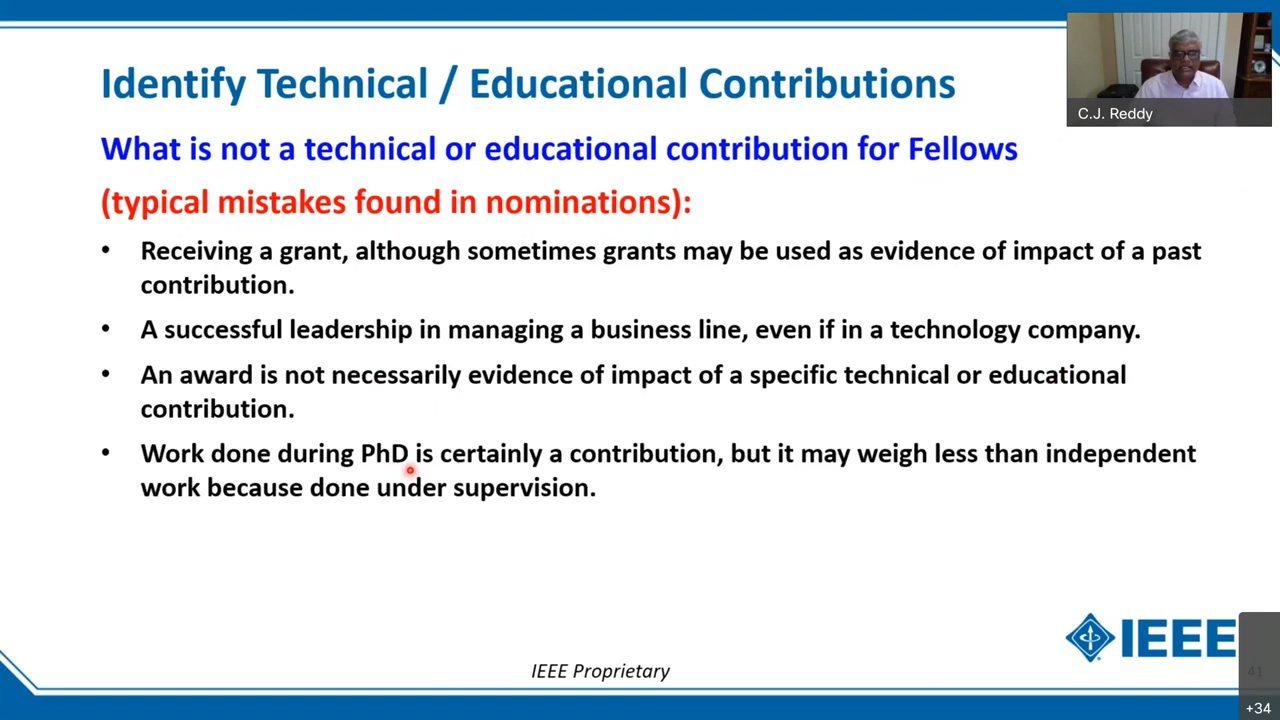 Identify Technical / Educational Contributions
C.J. Reddy
What is not a technical or educational contribution for Fellows
(typical mistakes found in nominations):
• Receiving a grant, although sometimes grants may be used as evidence of impact of a past
contribution.
• A successful leadership in managing a business line, even if in a technology company.
• An award is not necessarily evidence of impact of a specific technical or educational
contribution.
• Work done during PhD is certainly a contribution, but it may weigh less than independent
work because done under supervision.
IEEE
IEEE Proprietary
41
+34